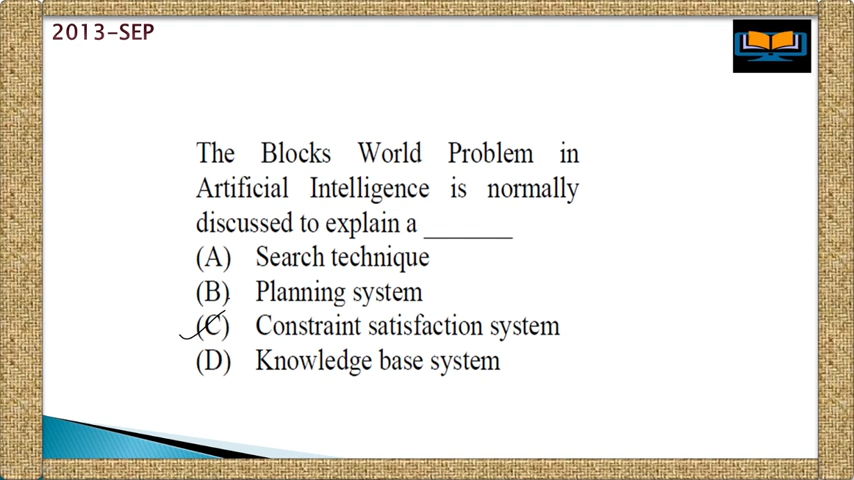 2013-SEP
The Blocks World Problem in
Artificial Intelligence is normally
discussed to explain a _______
(A) Search technique
(B) Planning system
(C) Constraint satisfaction system
(D) Knowledge base system